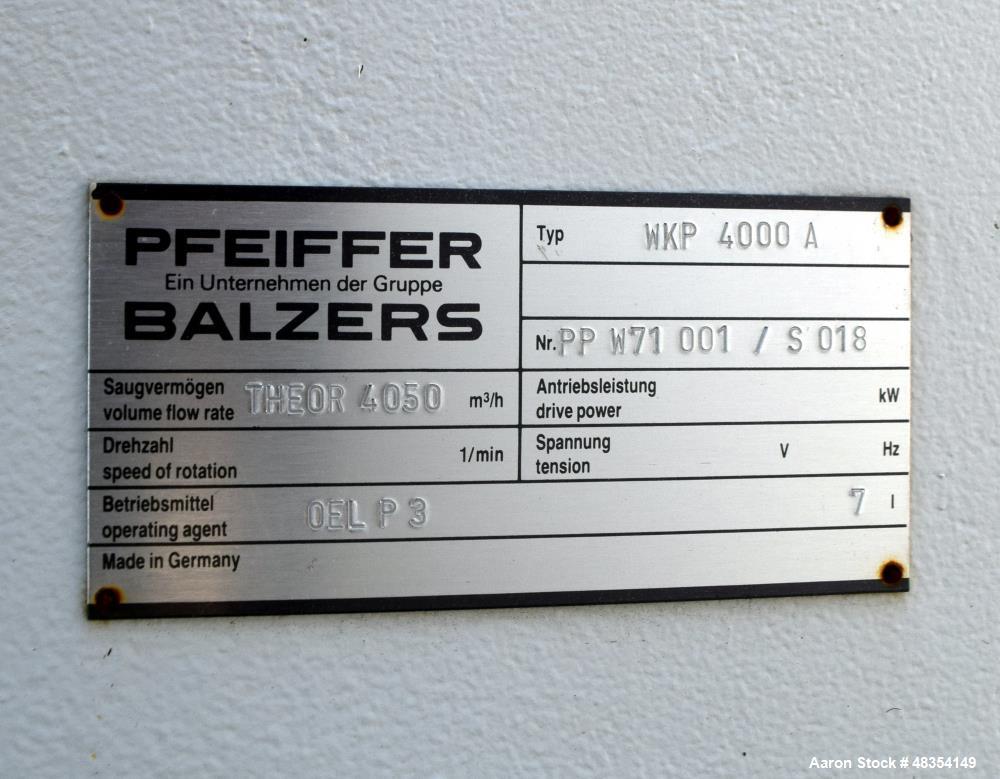 PFEIFFER
Ein Unternehmen der Gruppe
BALZERS
Typ WKP 4000 A
Nr. PP W71 001 / S 018
Saugvermögen
volume flow rate THEOR 4050 m³/h
Antriebsleistung
drive power kW
Drehzahl
speed of rotation 1/min
Spannung
tension V Hz
Betriebsmittel
operating agent OEL P 3 7 l
Made in Germany
Aaron Stock # 48354149